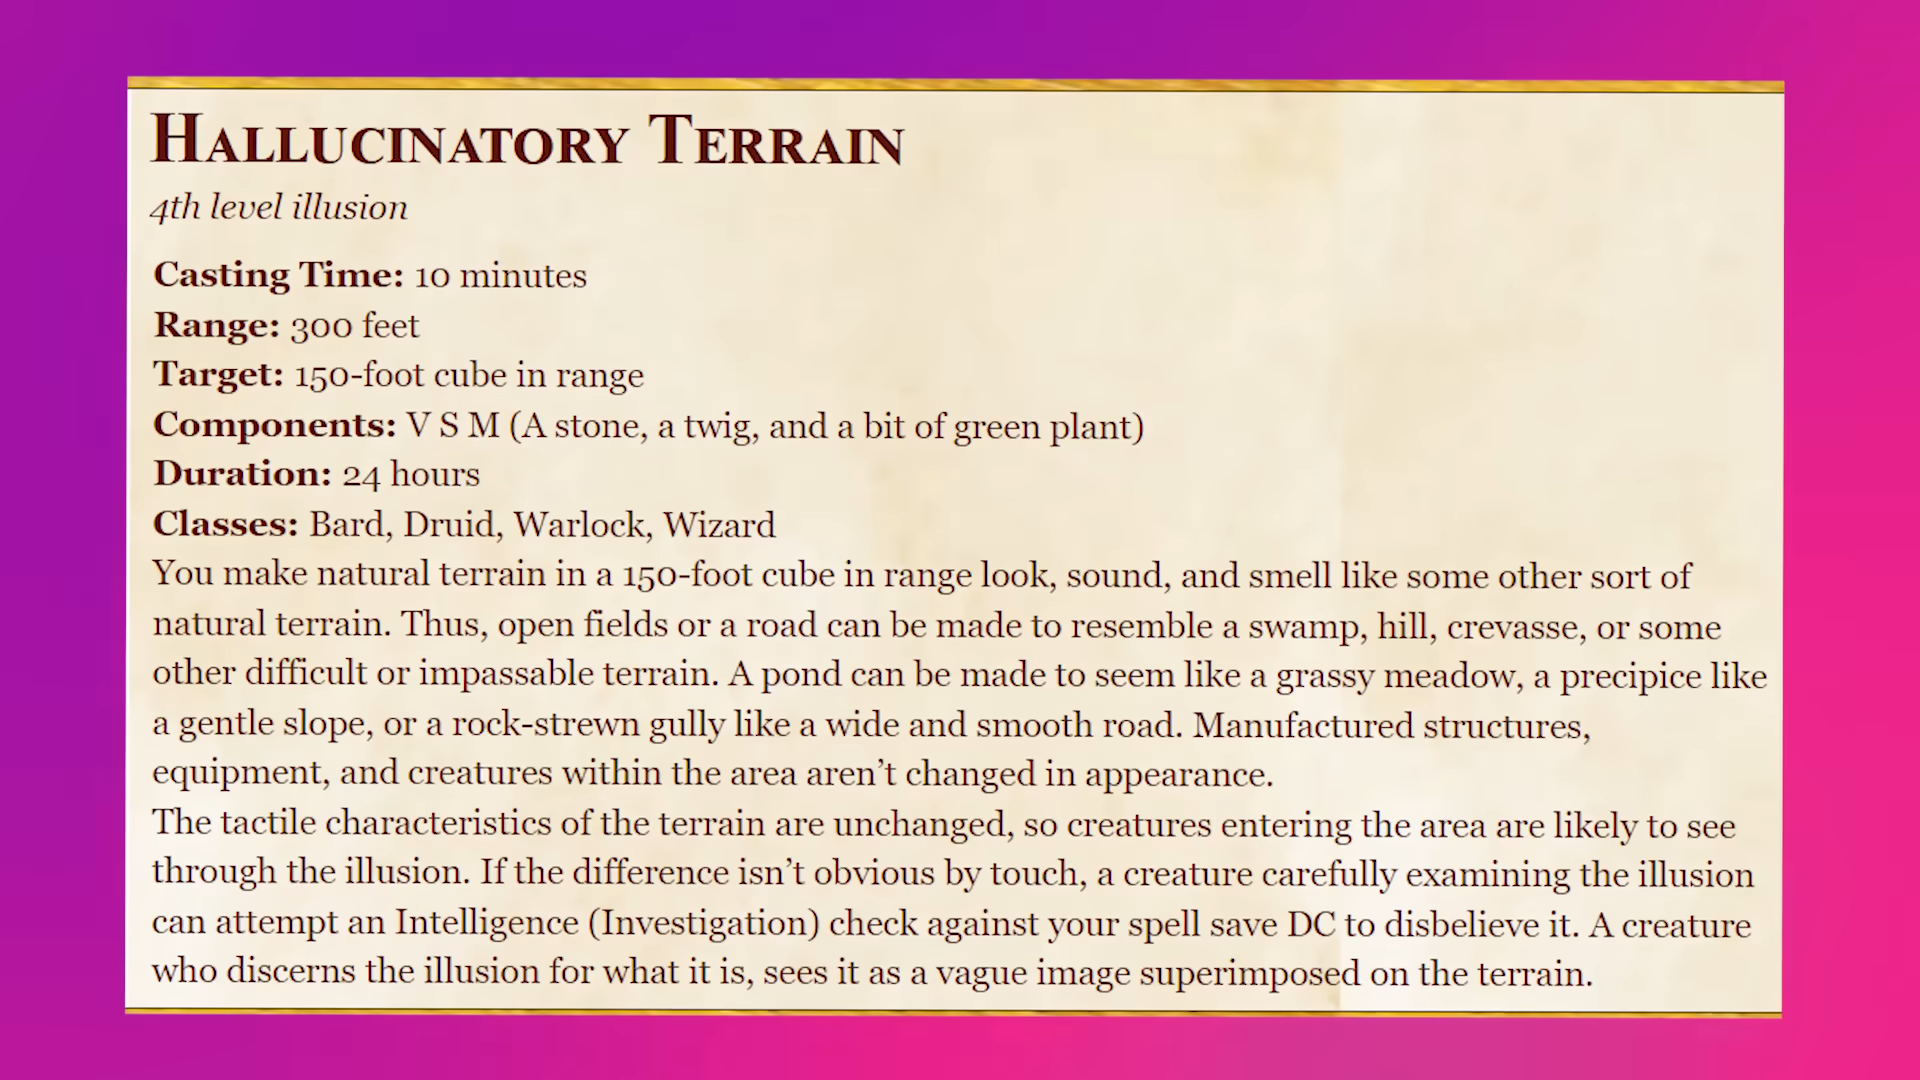 Hallucinatory Terrain
4th level illusion
Casting Time: 10 minutes
Range: 300 feet
Target: 150-foot cube in range
Components: V S M (A stone, a twig, and a bit of green plant)
Duration: 24 hours
Classes: Bard, Druid, Warlock, Wizard
You make natural terrain in a 150-foot cube in range look, sound, and smell like some other sort of
natural terrain. Thus, open fields or a road can be made to resemble a swamp, hill, crevasse, or some
other difficult or impassable terrain. A pond can be made to seem like a grassy meadow, a precipice like
a gentle slope, or a rock-strewn gully like a wide and smooth road. Manufactured structures,
equipment, and creatures within the area aren’t changed in appearance.
The tactile characteristics of the terrain are unchanged, so creatures entering the area are likely to see
through the illusion. If the difference isn’t obvious by touch, a creature carefully examining the illusion
can attempt an Intelligence (Investigation) check against your spell save DC to disbelieve it. A creature
who discerns the illusion for what it is, sees it as a vague image superimposed on the terrain.